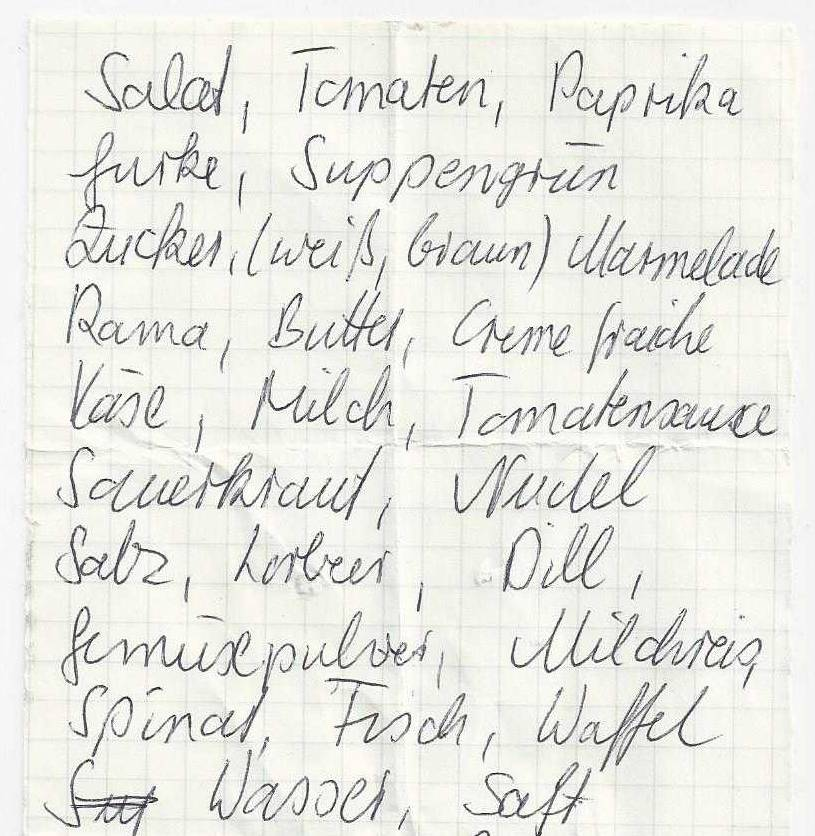 Salat, Tomaten, Paprika
Gurke, Suppengrün
Zucker, (weiß, braun) Marmelade
Rama, Butter, Creme fraiche
Käse, Milch, Tomatensauce
Sauerkraut, Nudel
Salz, Lorbeer, Dill,
Gemüsepulver, Milchreis,
Spinat, Fisch, Waffel
Wasser, Saft